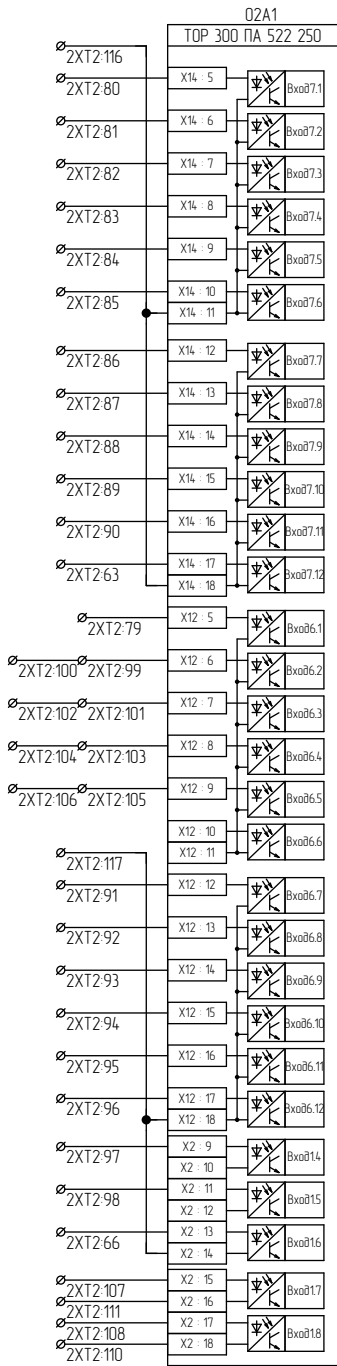 02A1
ТОР 300 ПА 522 250
2XT2:116
2XT2:80 X14 : 5 Вход7.1
2XT2:81 X14 : 6 Вход7.2
2XT2:82 X14 : 7 Вход7.3
2XT2:83 X14 : 8 Вход7.4
2XT2:84 X14 : 9 Вход7.5
2XT2:85 X14 : 10 Вход7.6
X14 : 11
2XT2:86 X14 : 12 Вход7.7
2XT2:87 X14 : 13 Вход7.8
2XT2:88 X14 : 14 Вход7.9
2XT2:89 X14 : 15 Вход7.10
2XT2:90 X14 : 16 Вход7.11
2XT2:63 X14 : 17 Вход7.12
X14 : 18
2XT2:79 X12 : 5 Вход6.1
2XT2:100 2XT2:99 X12 : 6 Вход6.2
2XT2:102 2XT2:101 X12 : 7 Вход6.3
2XT2:104 2XT2:103 X12 : 8 Вход6.4
2XT2:106 2XT2:105 X12 : 9 Вход6.5
X12 : 10 Вход6.6
2XT2:117 X12 : 11
2XT2:91 X12 : 12 Вход6.7
2XT2:92 X12 : 13 Вход6.8
2XT2:93 X12 : 14 Вход6.9
2XT2:94 X12 : 15 Вход6.10
2XT2:95 X12 : 16 Вход6.11
2XT2:96 X12 : 17 Вход6.12
X12 : 18
2XT2:97 X2 : 9 Вход1.4
X2 : 10
2XT2:98 X2 : 11 Вход1.5
X2 : 12
2XT2:66 X2 : 13 Вход1.6
X2 : 14
2XT2:107 X2 : 15 Вход1.7
2XT2:111 X2 : 16
2XT2:108 X2 : 17 Вход1.8
2XT2:110 X2 : 18